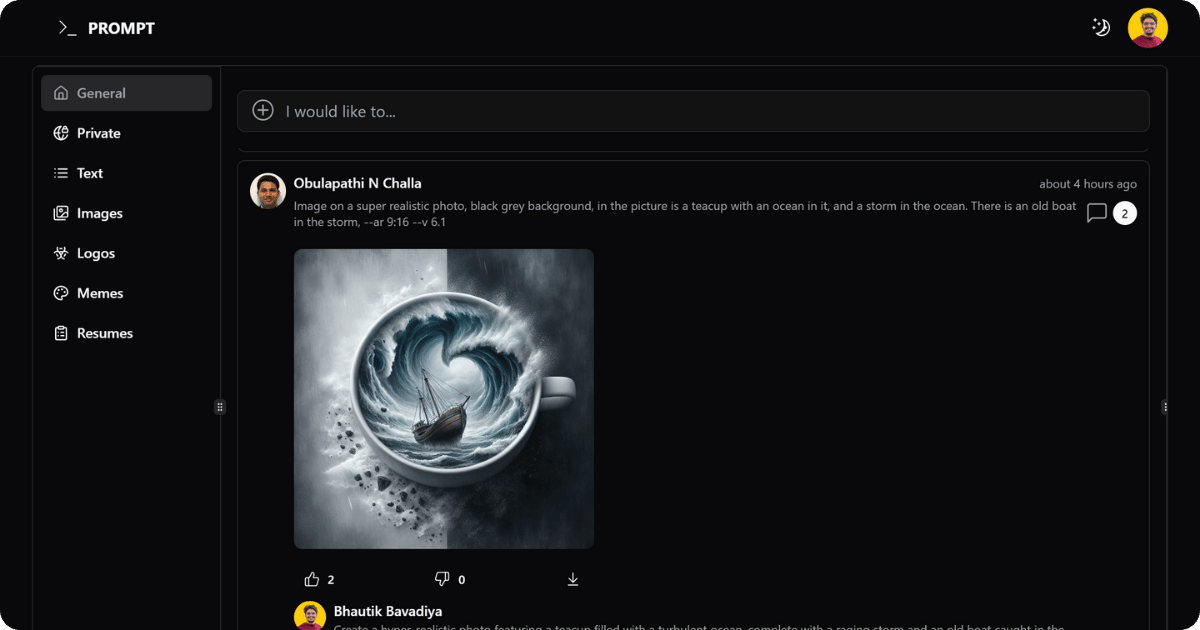 PROMPT
General
Private
Text
Images
Logos
Memes
Resumes
I would like to...
Obulapathi N Challa
about 4 hours ago
Image on a super realistic photo, black grey background, in the picture is a teacup with an ocean in it, and a storm in the ocean. There is an old boat
in the storm, --ar 9:16 --v 6.1
2
2
0
Bhautik Bavadiya
Create a hyper-realistic photo featuring a teacup filled with a turbulent ocean, complete with a raging storm and an old boat caught in the